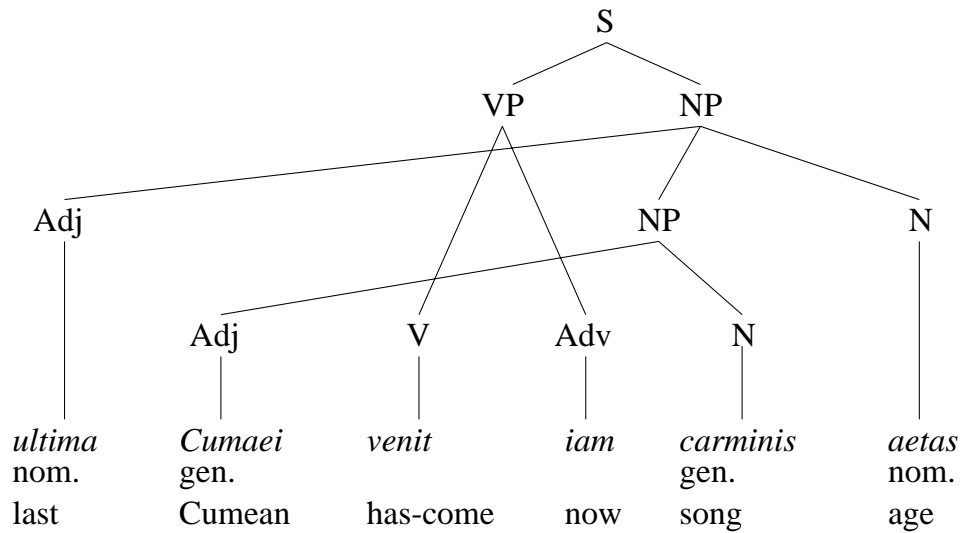 S
VP NP
Adj NP N
Adj V Adv N
ultima Cumaei venit iam carminis aetas
nom. gen. gen. nom.
last Cumean has-come now song age